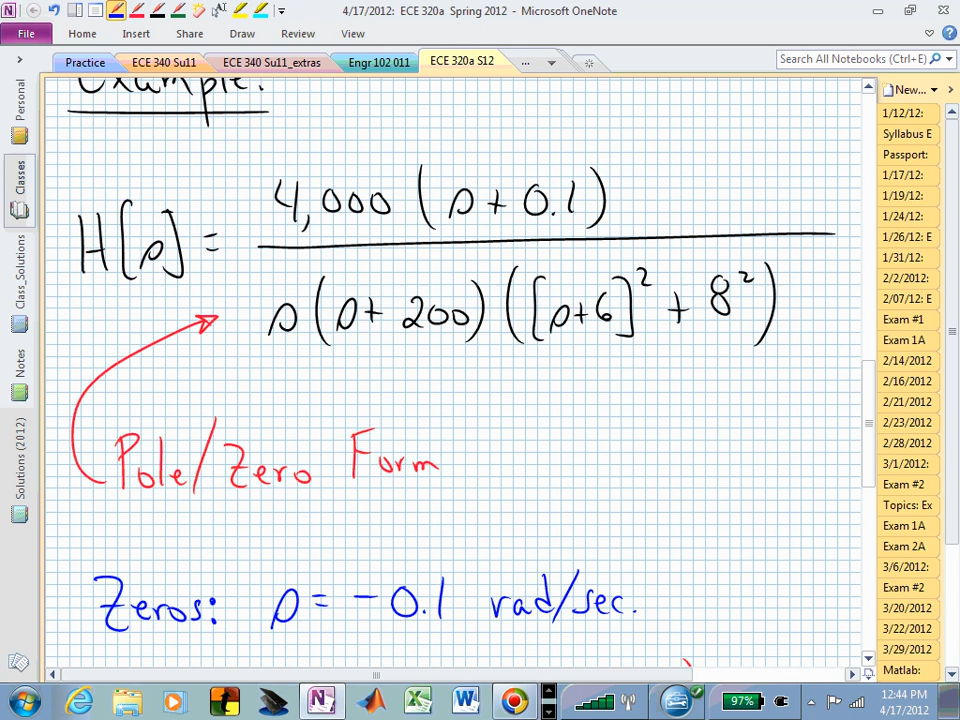 4/17/2012: ECE 320a Spring 2012 - Microsoft OneNote
File Home Insert Share Draw Review View
Practice ECE 340 Su11 ECE 340 Su11_extras Engr 102 011 ECE 320a S12 ...
Search All Notebooks (Ctrl+E)
Personal
Classes
Class_Solutions
Notes
Solutions (2012)
Example:
H[s] = 4,000 (s + 0.1) / s (s + 200) ([s+6]² + 8²)
Pole/Zero Form
Zeros: s = -0.1 rad/sec.
New...
1/12/12:
Syllabus E
Passport:
1/17/12:
1/19/12:
1/24/12:
1/26/12: E
1/31/12:
2/2/2012:
2/07/12: E
Exam #1
Exam 1A
2/14/2012
2/16/2012
2/21/2012
2/23/2012
2/28/2012
3/1/2012:
Exam #2
Topics: Ex
Exam 1A
Exam 2A
3/6/2012:
Exam #2
3/20/2012
3/22/2012
3/29/2012
Matlab:
97%
12:44 PM
4/17/2012